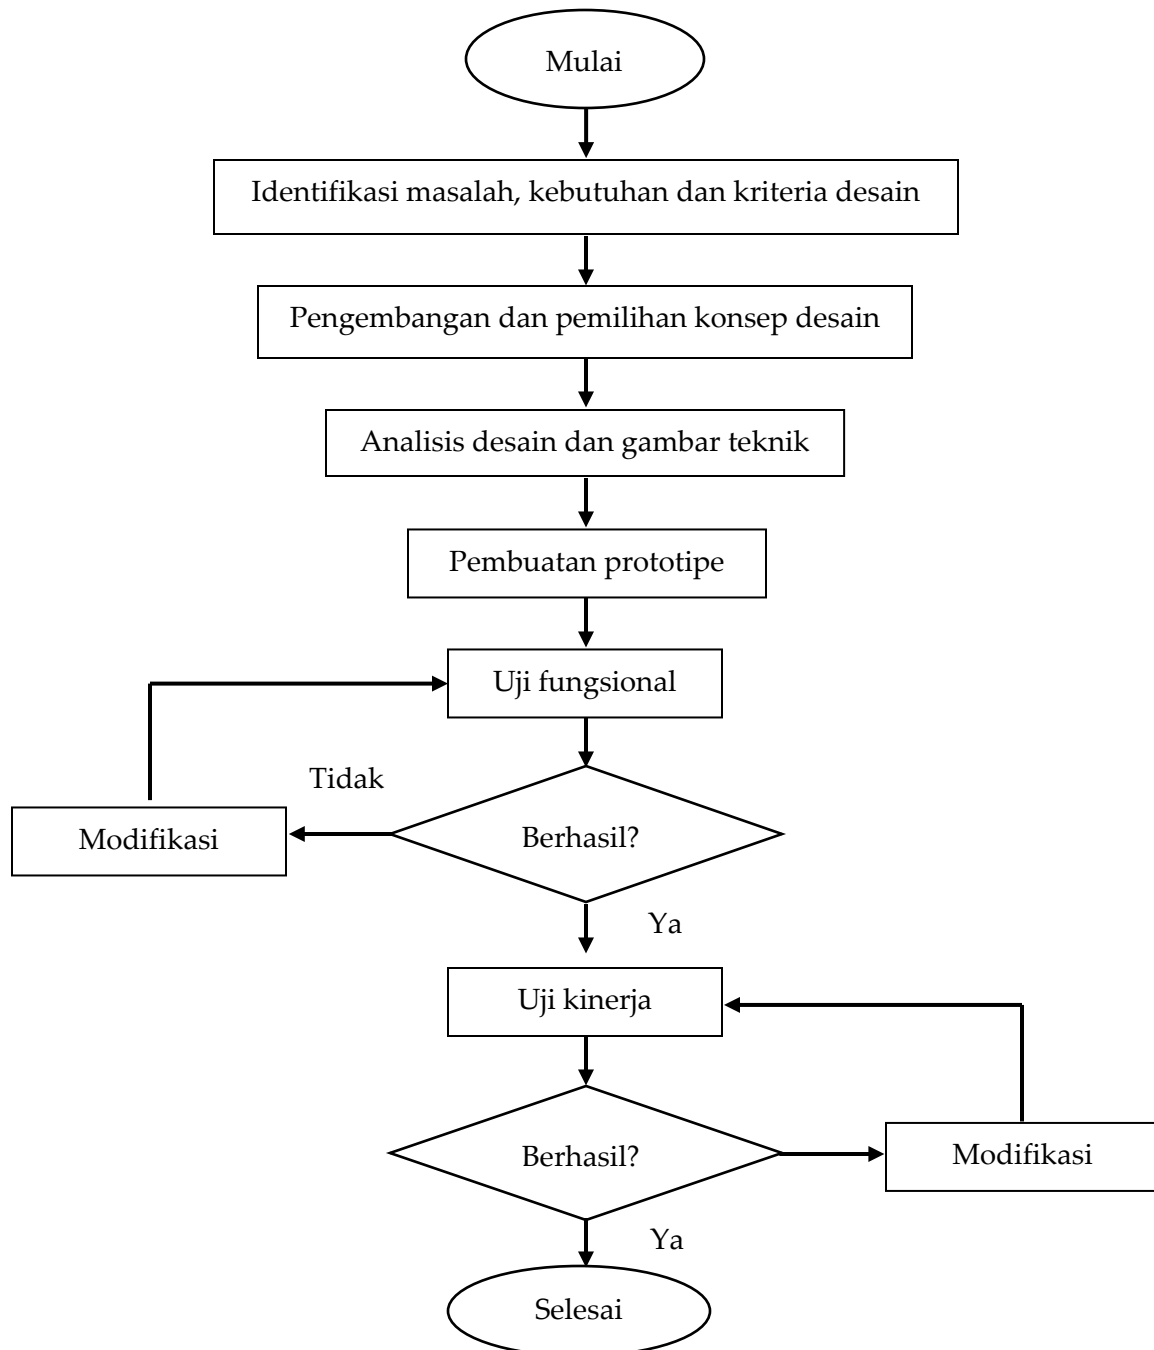 Mulai
Identifikasi masalah, kebutuhan dan kriteria desain
Pengembangan dan pemilihan konsep desain
Analisis desain dan gambar teknik
Pembuatan prototipe
Uji fungsional
Tidak
Modifikasi
Berhasil?
Ya
Uji kinerja
Berhasil?
Modifikasi
Ya
Selesai